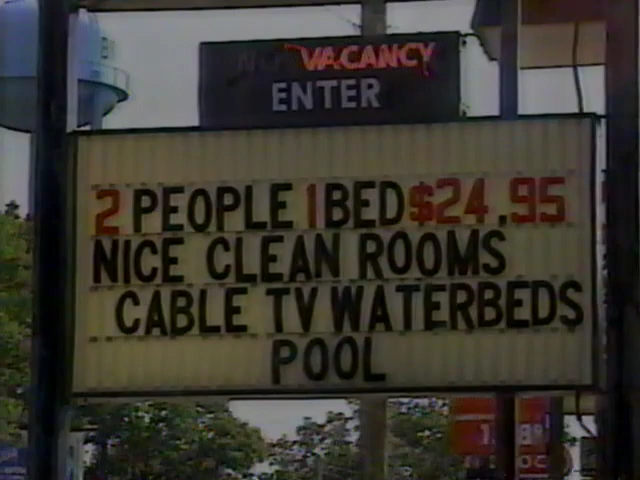 VACANCY
ENTER
2 PEOPLE 1 BED $24.95
NICE CLEAN ROOMS
CABLE TV WATERBEDS
POOL